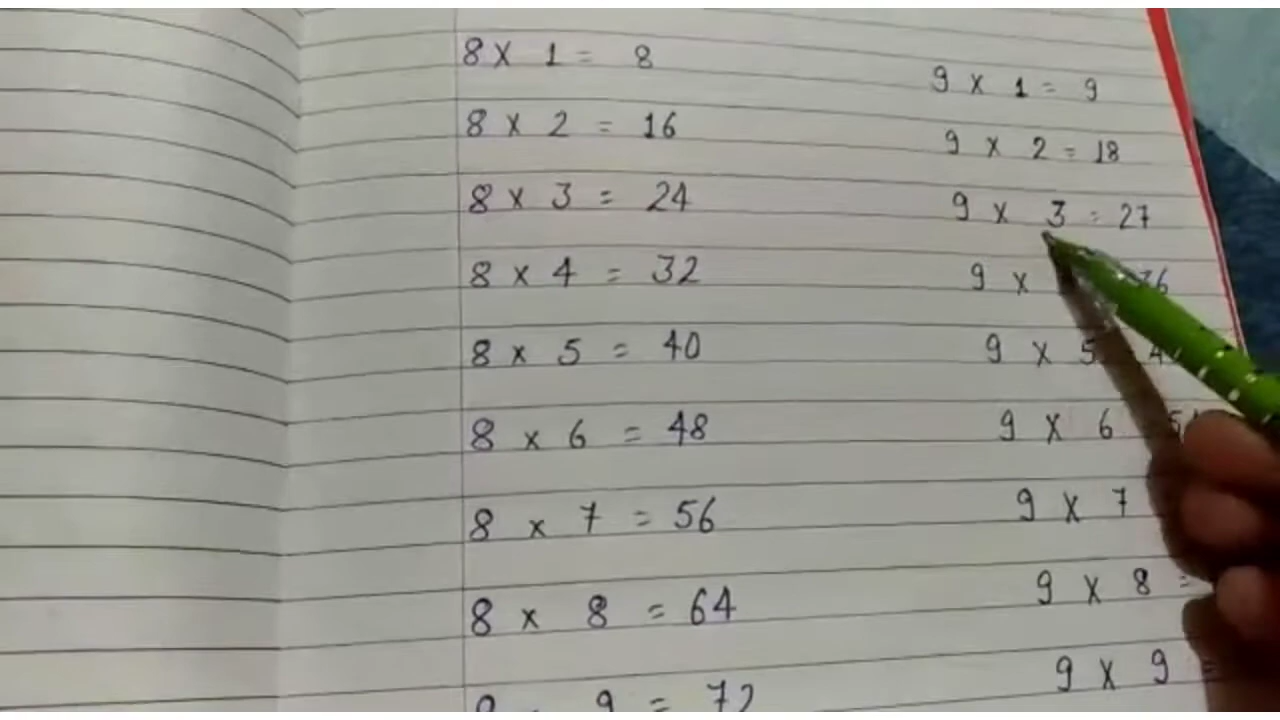 8 x 1 = 8
8 x 2 = 16
8 x 3 = 24
8 x 4 = 32
8 x 5 = 40
8 x 6 = 48
8 x 7 = 56
8 x 8 = 64
9 = 72
9 x 1 = 9
9 x 2 = 18
9 x 3 = 27
9 x 36
9 x 5
9 x 6
9 x 7
9 x 8 =
9 x 9 =